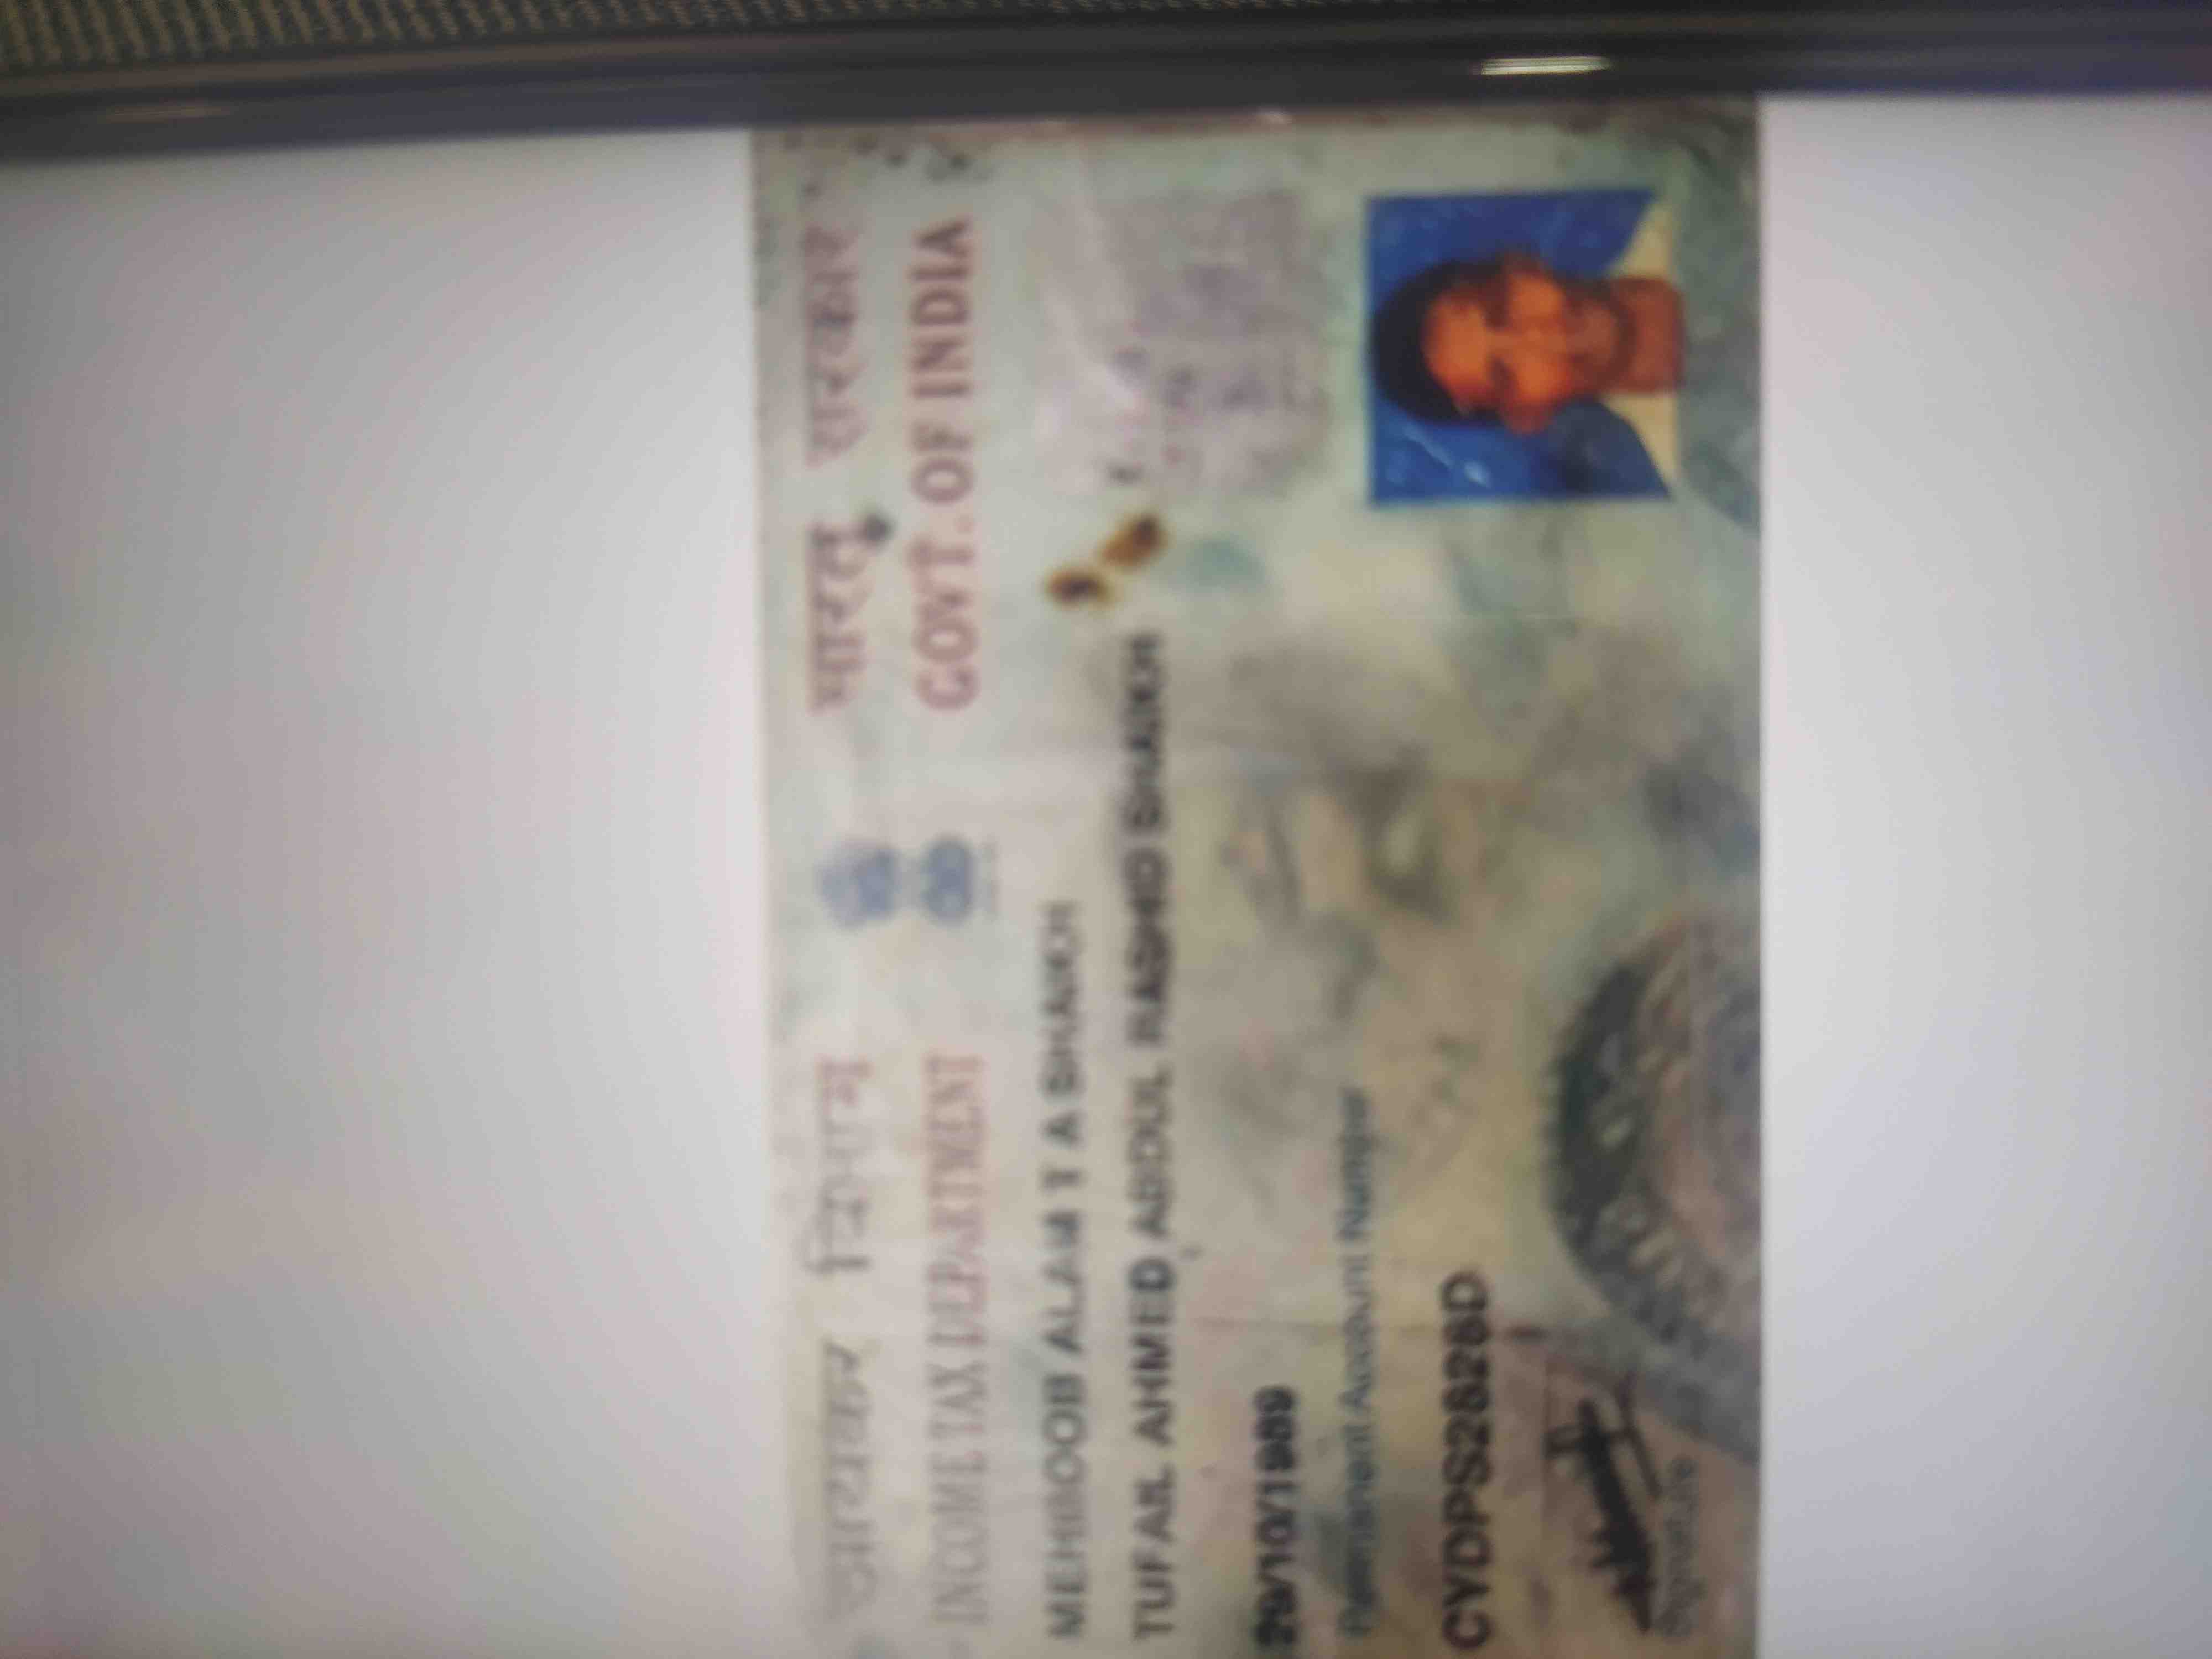 आयकर विभाग
INCOME TAX DEPARTMENT
भारत सरकार
GOVT. OF INDIA
MEHBOOB ALAM T A SHAIKH
TUFAIL AHMED ABDUL RASHID SHAIKH
29/10/1989
Permanent Account Number
CYDPS2828D
Signature